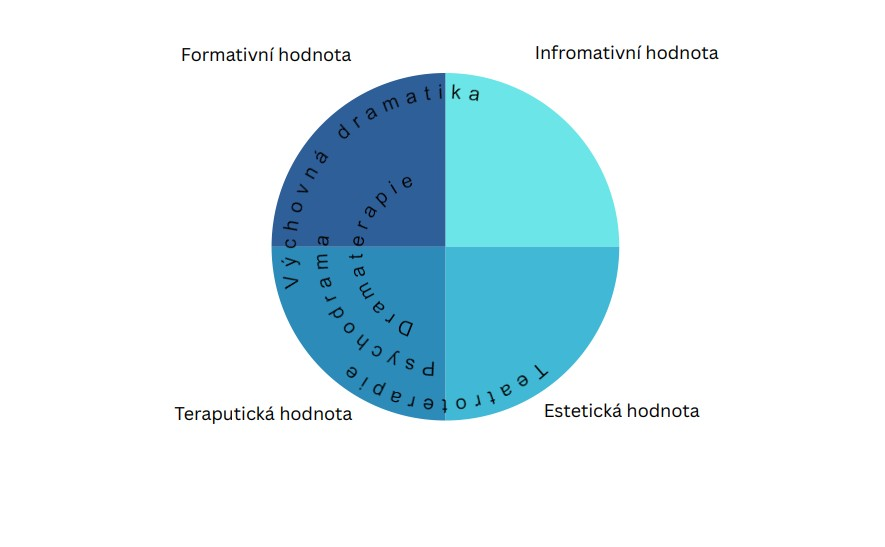 Formativní hodnota
Infromativní hodnota
Výchovná dramatika
Dramaterapie
Psychodrama
Teatroterapie
Teraputická hodnota
Estetická hodnota